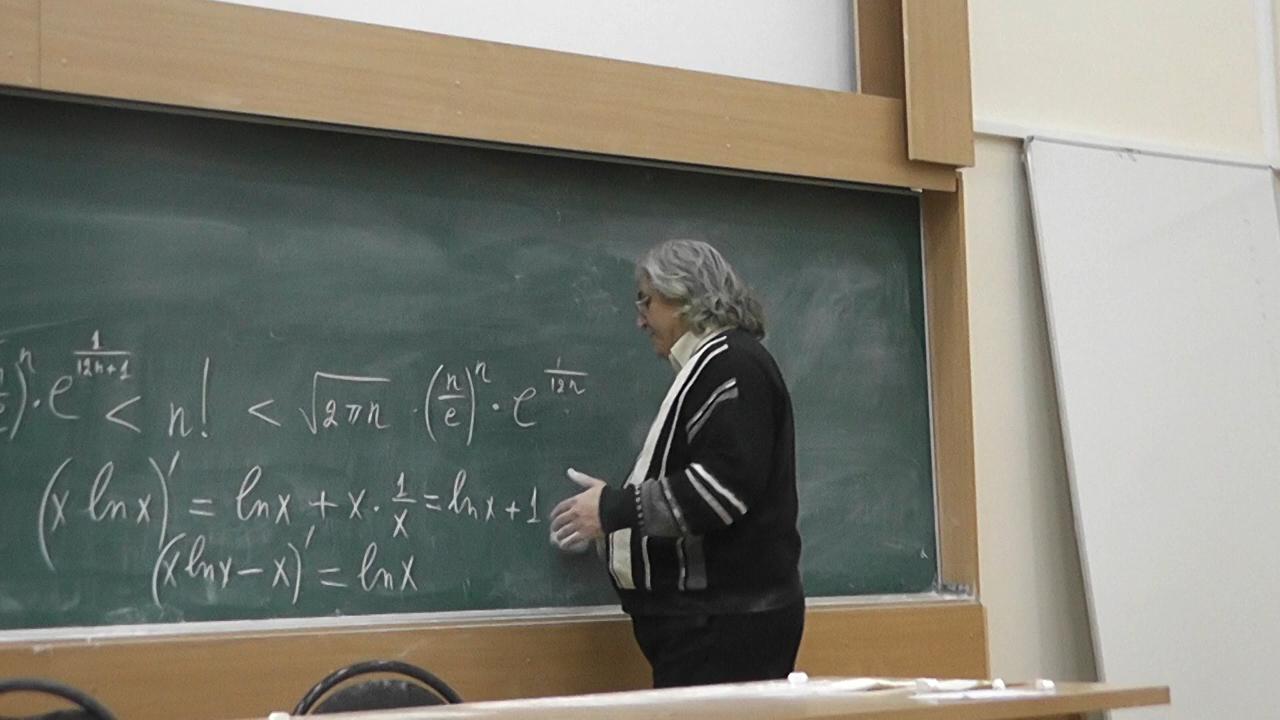 )ⁿ · e^(1/(12n+1)) < n! < √(2πn) · (n/e)ⁿ · e^(1/(12n))
(x ln x)' = ln x + x · 1/x = ln x + 1
(x ln x − x)' = ln x